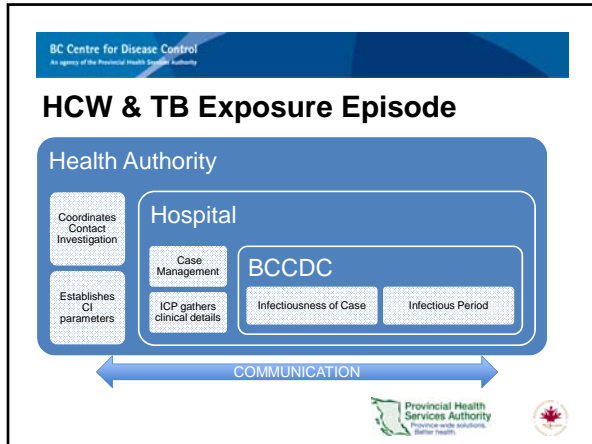 BC Centre for Disease Control
An agency of the Provincial Health Services Authority
HCW & TB Exposure Episode
Health Authority
Coordinates
Contact
Investigation
Establishes
CI
parameters
Hospital
Case
Management
ICP gathers
clinical details
BCCDC
Infectiousness of Case
Infectious Period
COMMUNICATION
Provincial Health
Services Authority
Province-wide solutions.
Better health.